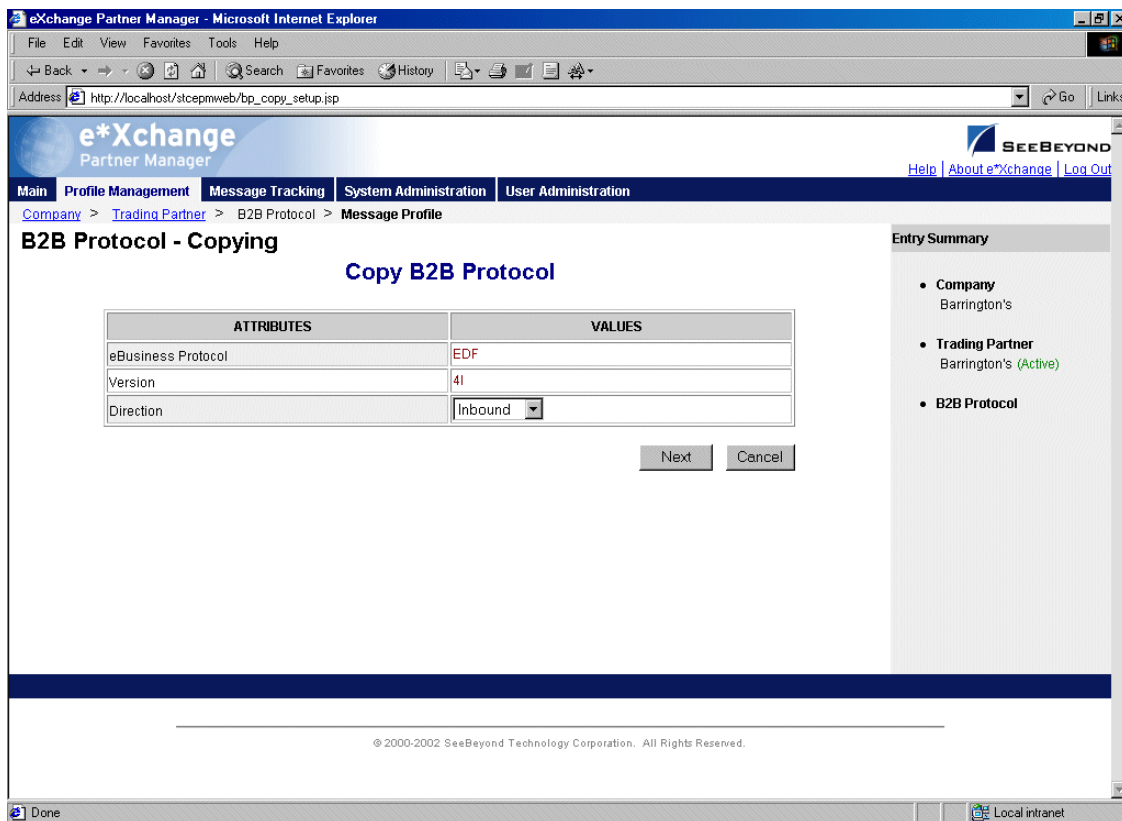 eXchange Partner Manager - Microsoft Internet Explorer
File Edit View Favorites Tools Help
Back Search Favorites History
Address http://localhost/stcepmweb/bp_copy_setup.jsp Go Links
e*Xchange
Partner Manager
SEEBEYOND
Help | About e*Xchange | Log Out
Main Profile Management Message Tracking System Administration User Administration
Company > Trading Partner > B2B Protocol > Message Profile
B2B Protocol - Copying
Copy B2B Protocol
ATTRIBUTES VALUES
eBusiness Protocol EDF
Version 4I
Direction Inbound
Next Cancel
Entry Summary
• Company
Barrington's
• Trading Partner
Barrington's (Active)
• B2B Protocol
© 2000-2002 SeeBeyond Technology Corporation. All Rights Reserved.
Done Local intranet